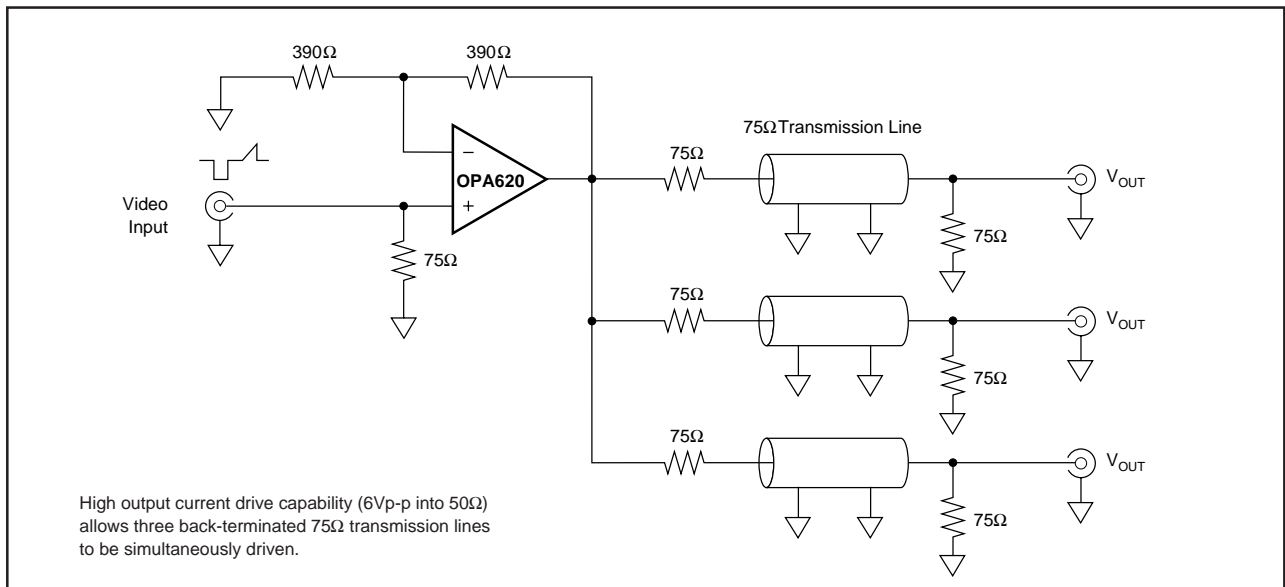 390Ω
390Ω
75Ω Transmission Line
75Ω
OPA620
−
+
Video
Input
75Ω
V_OUT
75Ω
75Ω
V_OUT
75Ω
75Ω
V_OUT
75Ω
High output current drive capability (6Vp-p into 50Ω)
allows three back-terminated 75Ω transmission lines
to be simultaneously driven.